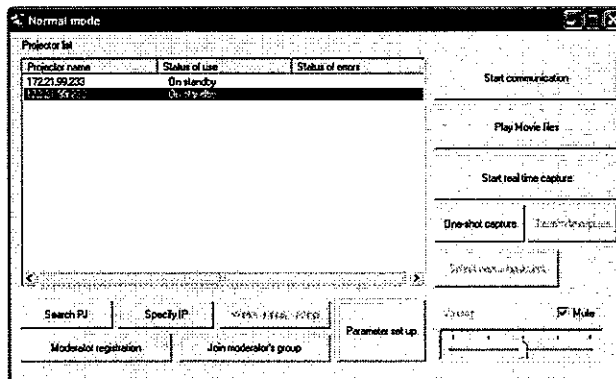 Normal mode
Projector list
Projector name Status of use Status of errors
172.21.99.233 On standby
On standby
Start communication
Play Movie files
Start real time capture
One-shot capture
Search PJ Specify IP
Parameter set up
Mute
Moderator registration Join moderator's group